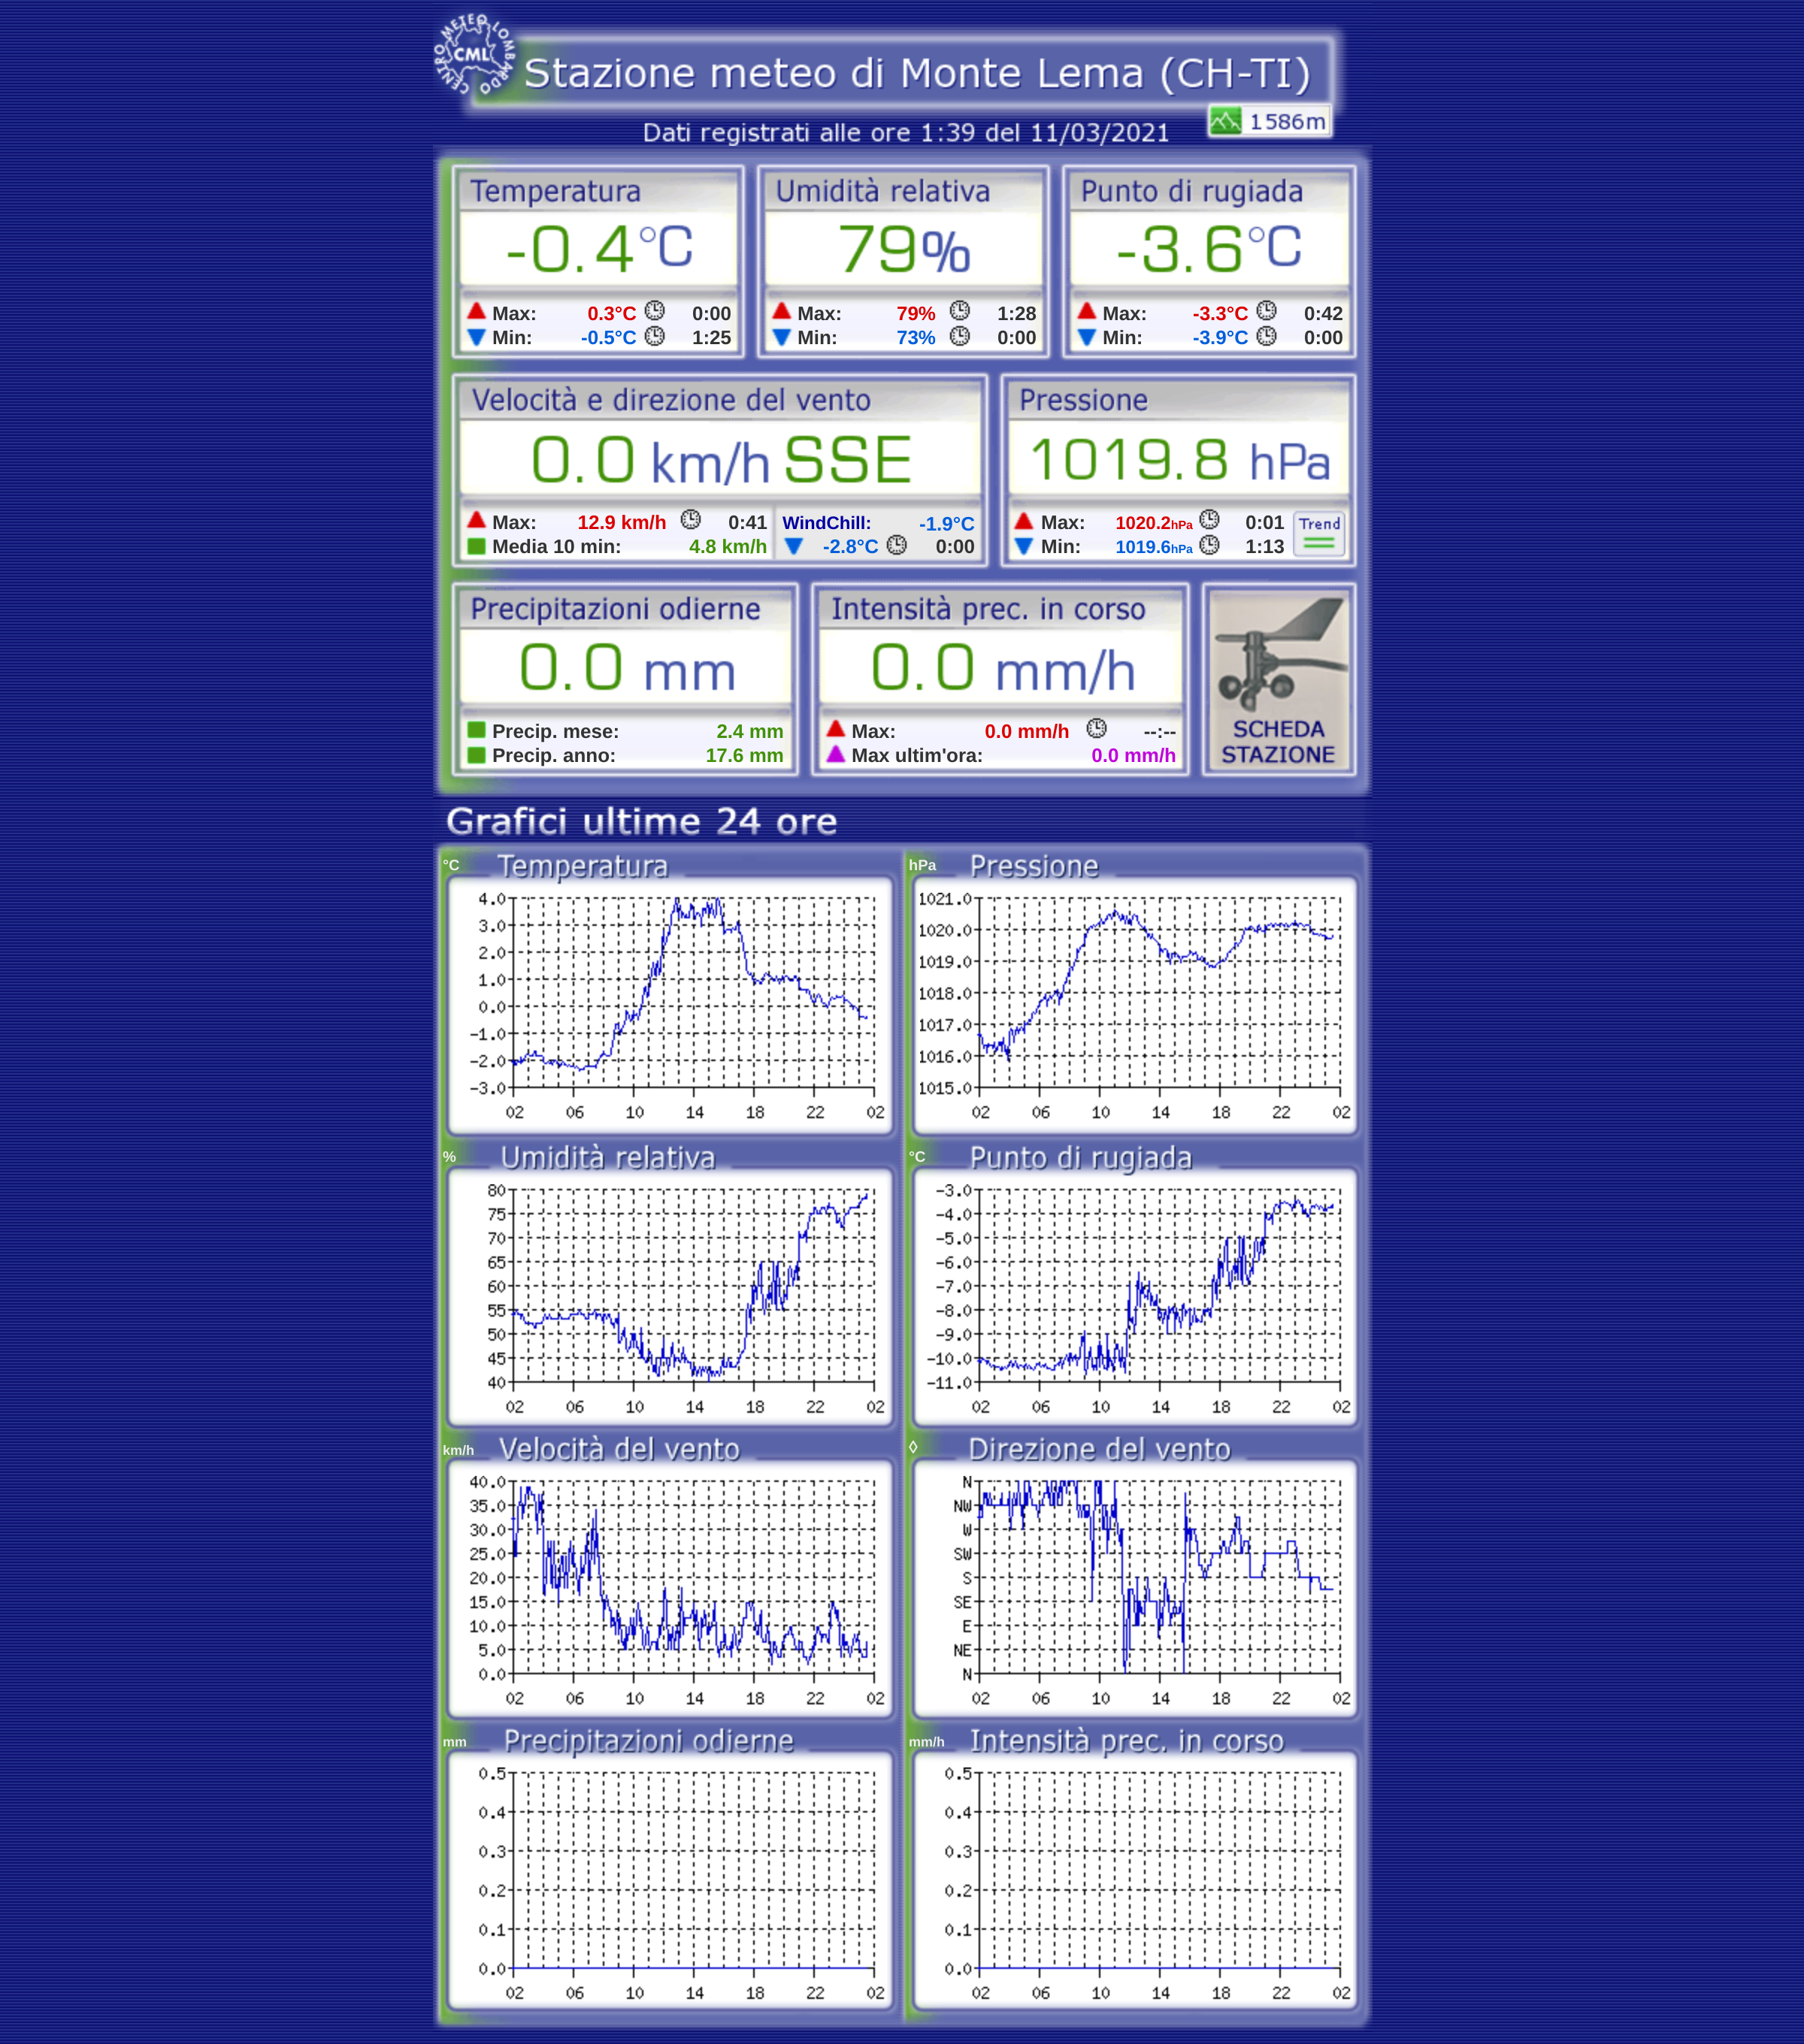 CENTRO METEO LOMBARDO
CML
Stazione meteo di Monte Lema (CH-TI)
1586m
Dati registrati alle ore 1:39 del 11/03/2021
Temperatura
-0.4°C
Max: 0.3°C 0:00
Min: -0.5°C 1:25
Umidità relativa
79%
Max: 79% 1:28
Min: 73% 0:00
Punto di rugiada
-3.6°C
Max: -3.3°C 0:42
Min: -3.9°C 0:00
Velocità e direzione del vento
0.0 km/h SSE
Max: 12.9 km/h 0:41
Media 10 min: 4.8 km/h
WindChill: -1.9°C
-2.8°C 0:00
Pressione
1019.8 hPa
Max: 1020.2hPa 0:01
Min: 1019.6hPa 1:13
Trend
Precipitazioni odierne
0.0 mm
Precip. mese: 2.4 mm
Precip. anno: 17.6 mm
Intensità prec. in corso
0.0 mm/h
Max: 0.0 mm/h --:--
Max ultim'ora: 0.0 mm/h
SCHEDA
STAZIONE
Grafici ultime 24 ore
°C Temperatura
4.0
3.0
2.0
1.0
0.0
-1.0
-2.0
-3.0
02 06 10 14 18 22 02
hPa Pressione
1021.0
1020.0
1019.0
1018.0
1017.0
1016.0
1015.0
02 06 10 14 18 22 02
% Umidità relativa
80
75
70
65
60
55
50
45
40
02 06 10 14 18 22 02
°C Punto di rugiada
-3.0
-4.0
-5.0
-6.0
-7.0
-8.0
-9.0
-10.0
-11.0
02 06 10 14 18 22 02
km/h Velocità del vento
40.0
35.0
30.0
25.0
20.0
15.0
10.0
5.0
0.0
02 06 10 14 18 22 02
◊ Direzione del vento
N
NW
W
SW
S
SE
E
NE
N
02 06 10 14 18 22 02
mm Precipitazioni odierne
0.5
0.4
0.3
0.2
0.1
0.0
02 06 10 14 18 22 02
mm/h Intensità prec. in corso
0.5
0.4
0.3
0.2
0.1
0.0
02 06 10 14 18 22 02